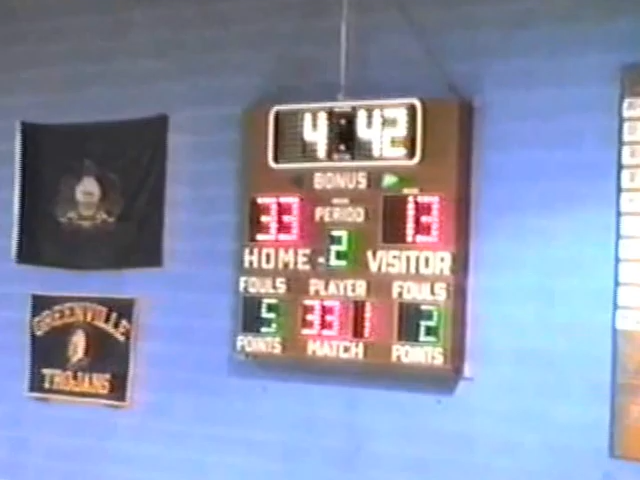 4 42
BONUS
33 PERIOD 13
HOME 2 VISITOR
FOULS PLAYER FOULS
5 33 1 2
POINTS MATCH POINTS
GREENVILLE
TROJANS